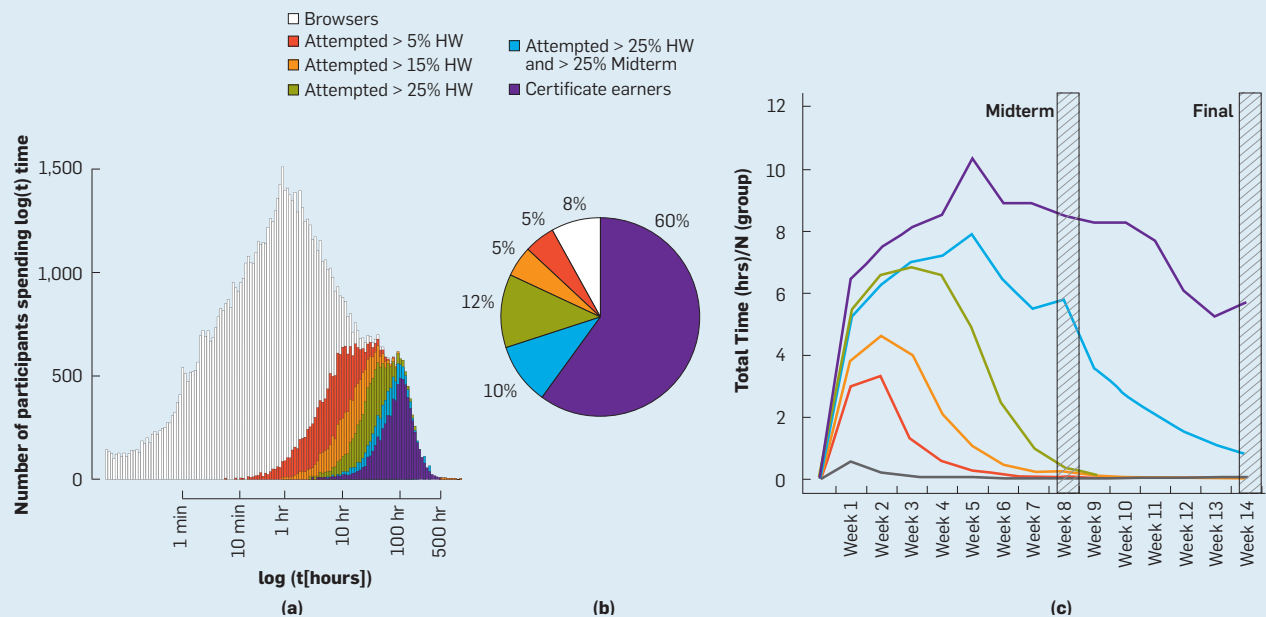 Browsers
Attempted > 5% HW
Attempted > 15% HW
Attempted > 25% HW
Attempted > 25% HW
and > 25% Midterm
Certificate earners
Number of participants spending log(t) time
1,500
1,000
500
0
1 min
10 min
1 hr
10 hr
100 hr
500 hr
log (t[hours])
(a)
60%
8%
5%
5%
12%
10%
(b)
Total Time (hrs)/N (group)
12
10
8
6
4
2
0
Midterm
Final
Week 1
Week 2
Week 3
Week 4
Week 5
Week 6
Week 7
Week 8
Week 9
Week 10
Week 11
Week 12
Week 13
Week 14
(c)